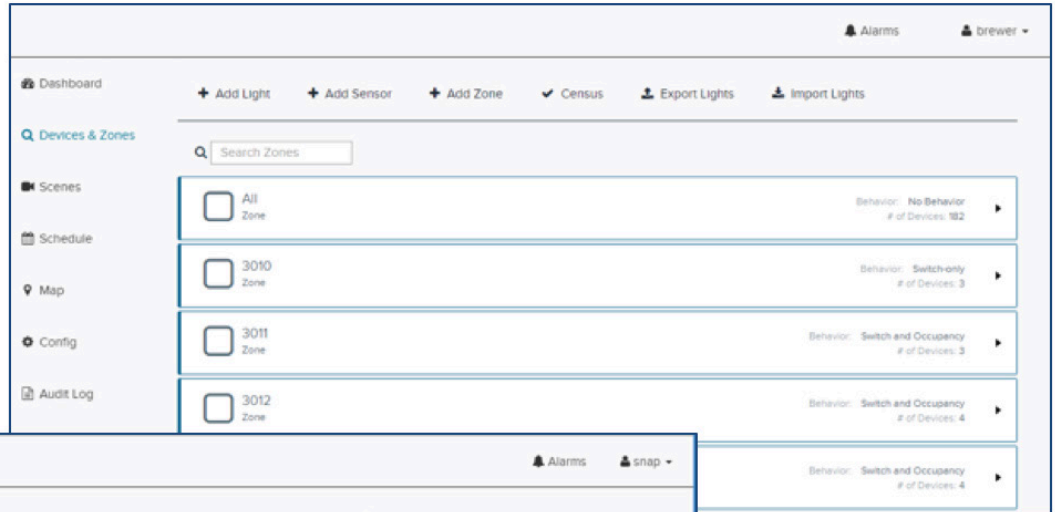 Alarms brewer
Dashboard
Add Light Add Sensor Add Zone Census Export Lights Import Lights
Devices & Zones
Search Zones
Scenes
All
Zone
Behavior: No Behavior
# of Devices: 182
Schedule
3010
Zone
Behavior: Switch-only
# of Devices: 3
Map
3011
Zone
Behavior: Switch and Occupancy
# of Devices: 3
Config
Audit Log
3012
Zone
Behavior: Switch and Occupancy
# of Devices: 4
Alarms snap
Behavior: Switch and Occupancy
# of Devices: 4